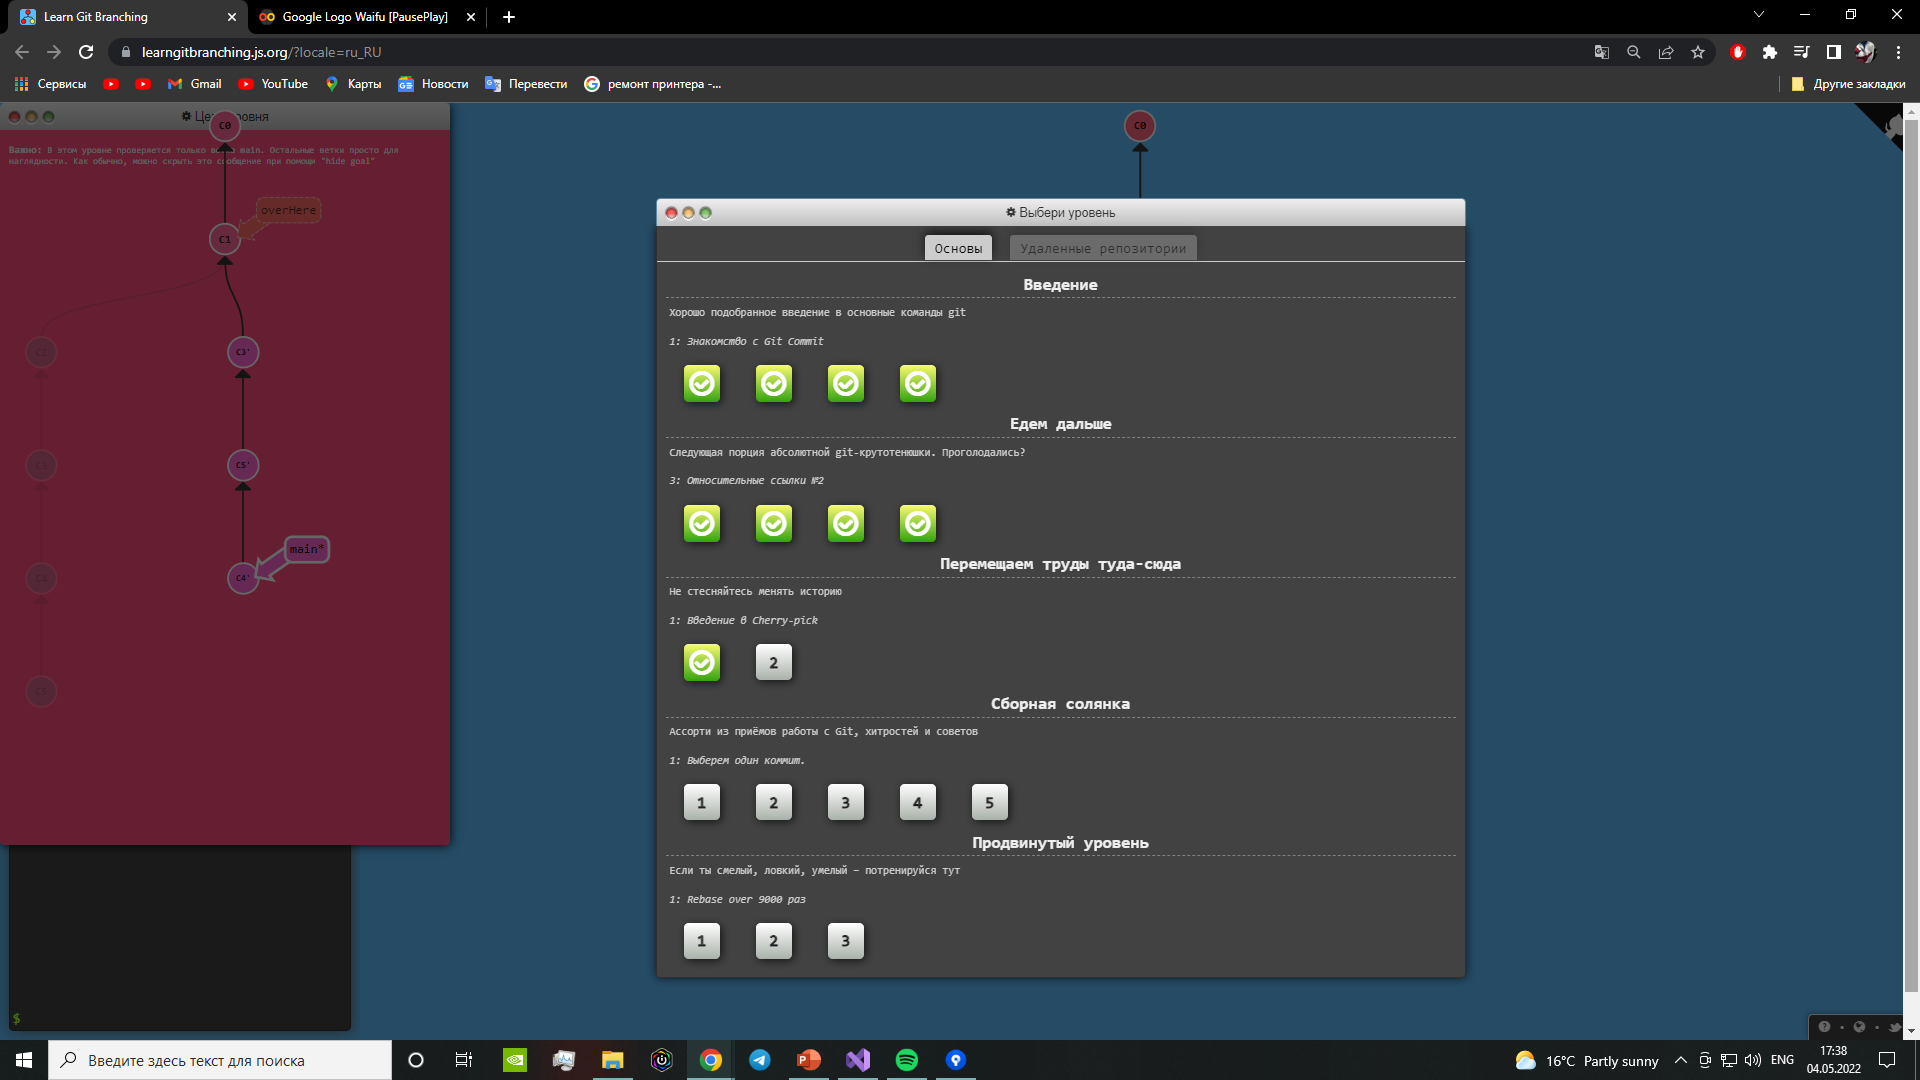 Learn Git Branching
Google Logo Waifu [PausePlay]
learngitbranching.js.org/?locale=ru_RU
Сервисы
Gmail
YouTube
Карты
Новости
Перевести
ремонт принтера -...
Другие закладки
C0
Важно: В этом уровне проверяется только main. Остальные ветки просто для
наглядности. Как обычно, можно скрыть это сообщение при помощи "hide goal"
overHere
C1
C2
C3'
C3
C5'
main*
C4
C4'
C5
C0
Выбери уровень
Основы
Удаленные репозитории
Введение
Хорошо подобранное введение в основные команды git
1: Знакомство с Git Commit
Едем дальше
Следующая порция абсолютной git-крутотенюшки. Проголодались?
3: Относительные ссылки №2
Перемещаем труды туда-сюда
Не стесняйтесь менять историю
1: Введение в Cherry-pick
2
Сборная солянка
Ассорти из приёмов работы с Git, хитростей и советов
1: Выберем один коммит.
1 2 3 4 5
Продвинутый уровень
Если ты смелый, ловкий, умелый – потренируйся тут
1: Rebase over 9000 раз
1 2 3
$
Введите здесь текст для поиска
16°C Partly sunny
ENG
17:38
04.05.2022